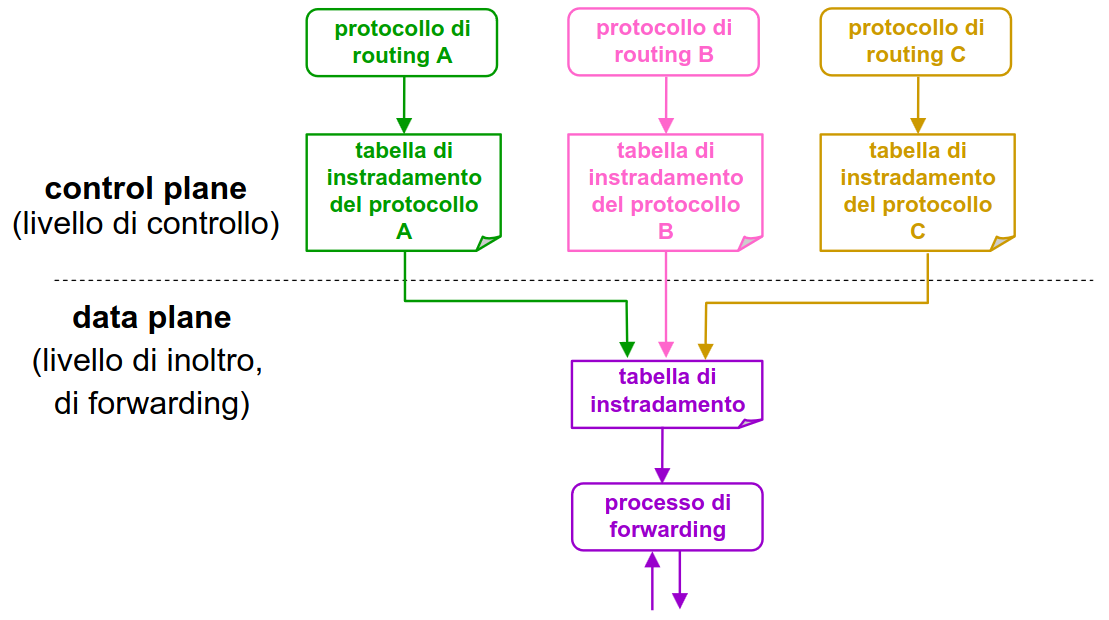 protocollo di
routing A
protocollo di
routing B
protocollo di
routing C
tabella di
instradamento
del protocollo
A
tabella di
instradamento
del protocollo
B
tabella di
instradamento
del protocollo
C
control plane
(livello di controllo)
data plane
(livello di inoltro,
di forwarding)
tabella di
instradamento
processo di
forwarding